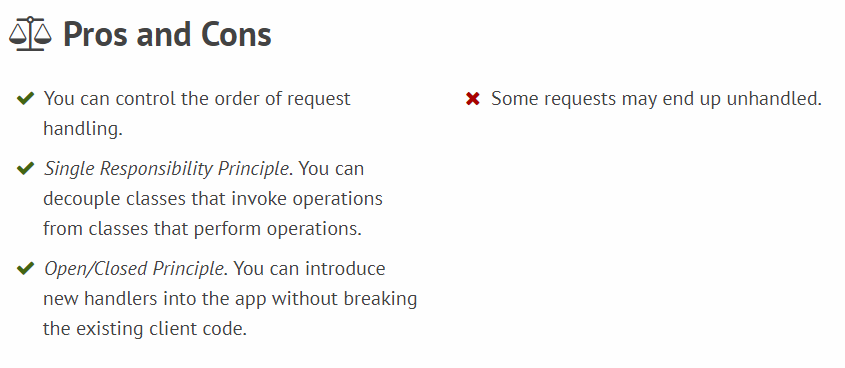 Pros and Cons
You can control the order of request
handling.
Single Responsibility Principle. You can
decouple classes that invoke operations
from classes that perform operations.
Open/Closed Principle. You can introduce
new handlers into the app without breaking
the existing client code.
Some requests may end up unhandled.